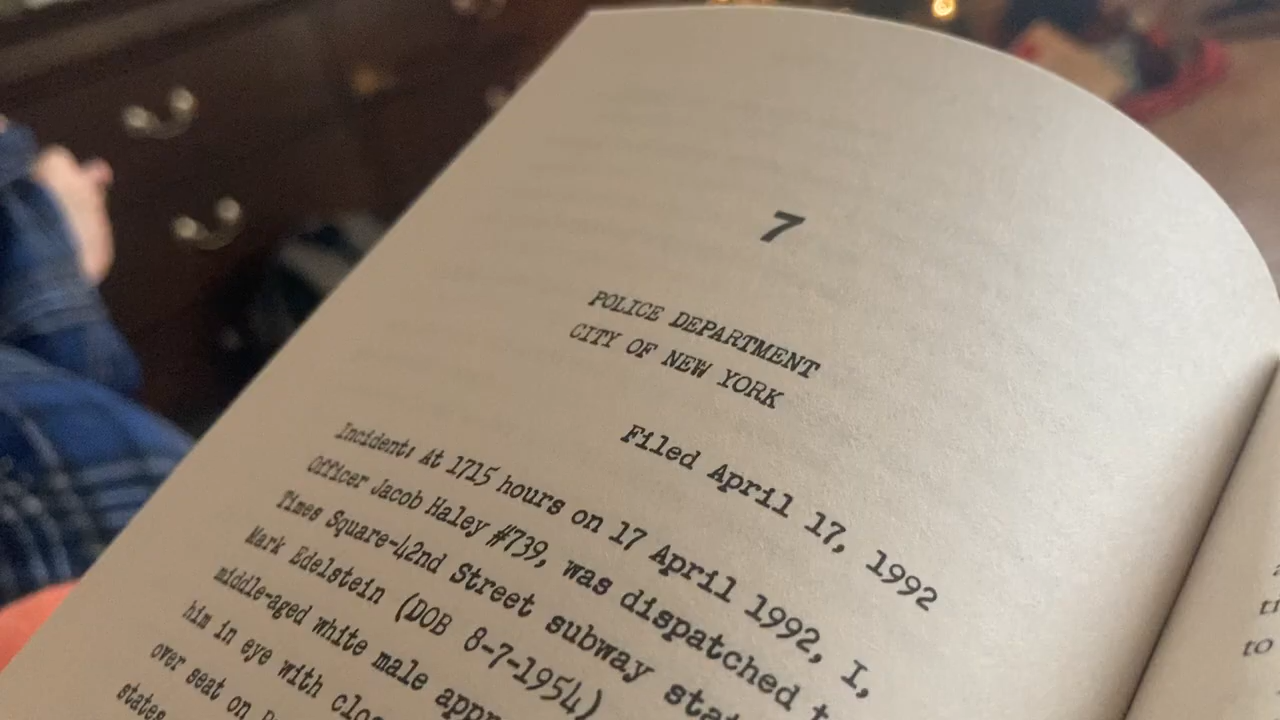 7
POLICE DEPARTMENT
CITY OF NEW YORK
Filed April 17, 1992
Incident: At 1715 hours on 17 April 1992, I,
Officer Jacob Haley #739, was dispatched t
Times Square-42nd Street subway stat
Mark Edelstein (DOB 8-7-1954)
middle-aged white male appr
him in eye with clo
over seat on
states
to